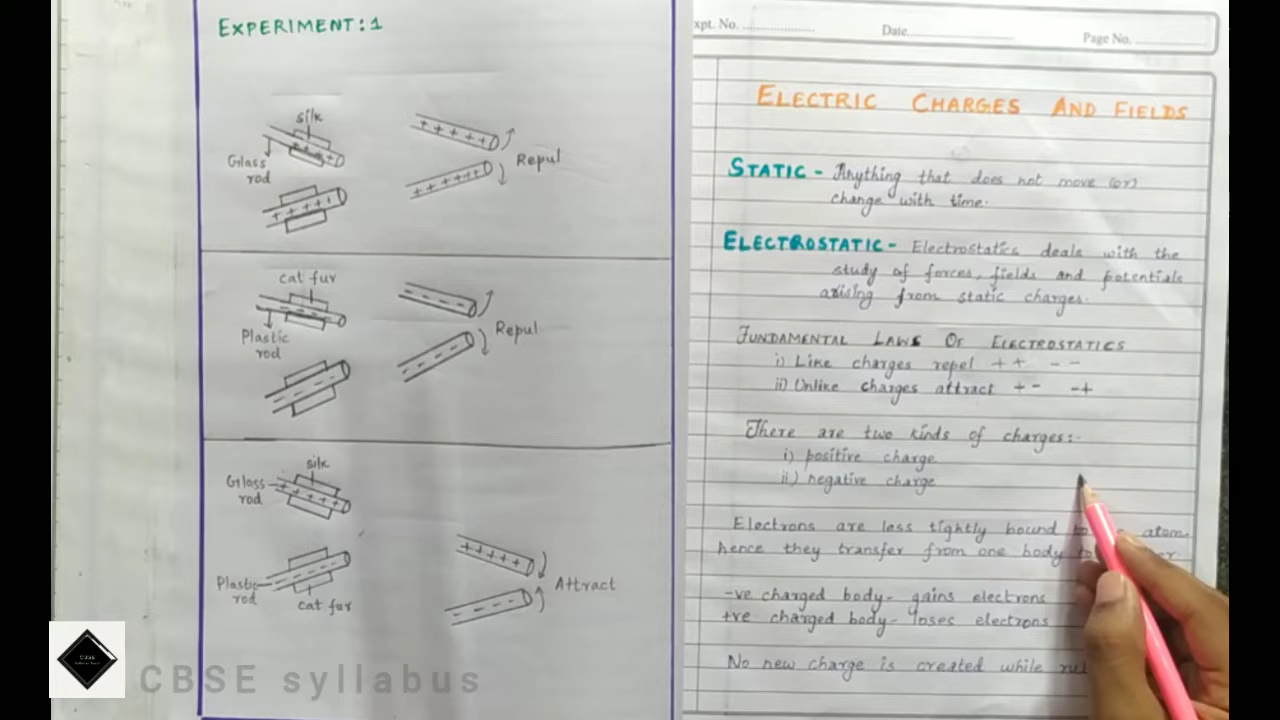 EXPERIMENT:1
silk
Glass
rod
Repul
cat fur
Plastic
rod
Repul
silk
Glass
rod
Plastic
rod
cat fur
Attract
CBSE syllabus
xpt. No.
Date
Page No.
ELECTRIC CHARGES AND FIELDS
STATIC - Anything that does not move (or)
change with time.
ELECTROSTATIC - Electrostatics deals with the
study of forces, fields and potentials
arising from static charges.
FUNDAMENTAL LAWS OF ELECTROSTATICS
i) Like charges repel ++ --
ii) Unlike charges attract +- -+
There are two kinds of charges:-
i) positive charge
ii) negative charge
Electrons are less tightly bound atom,
hence they transfer from one body
-ve charged body - gains electrons
+ve charged body - loses electrons
No new charge is created while